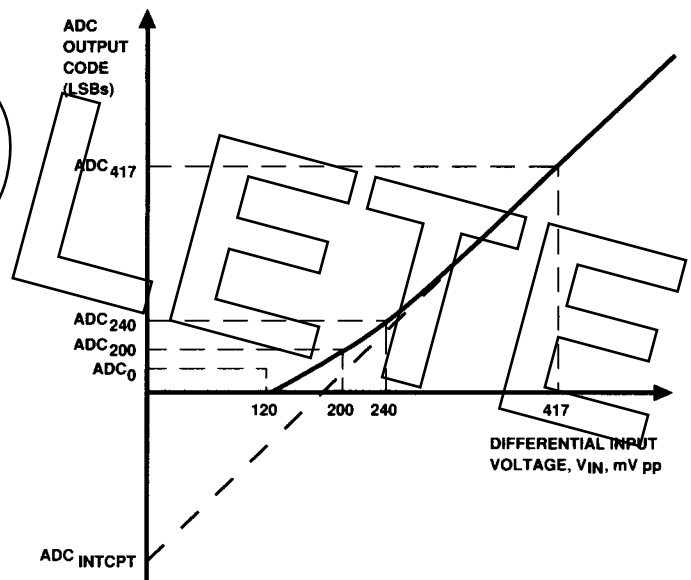 ADC
OUTPUT
CODE
(LSBs)
LETE
ADC417
ADC240
ADC200
ADC0
120 200 240 417
DIFFERENTIAL INPUT
VOLTAGE, VIN, mV pp
ADC INTCPT